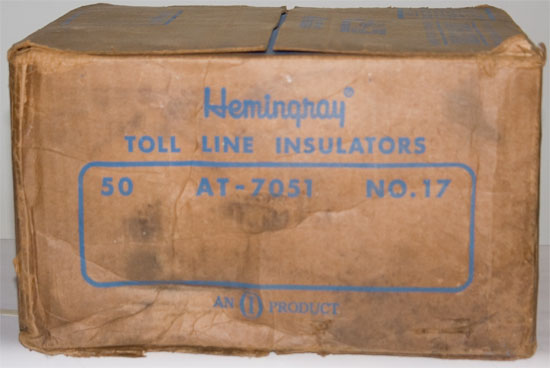 Hemingray®
TOLL LINE INSULATORS
50 AT-7051 NO.17
AN I PRODUCT